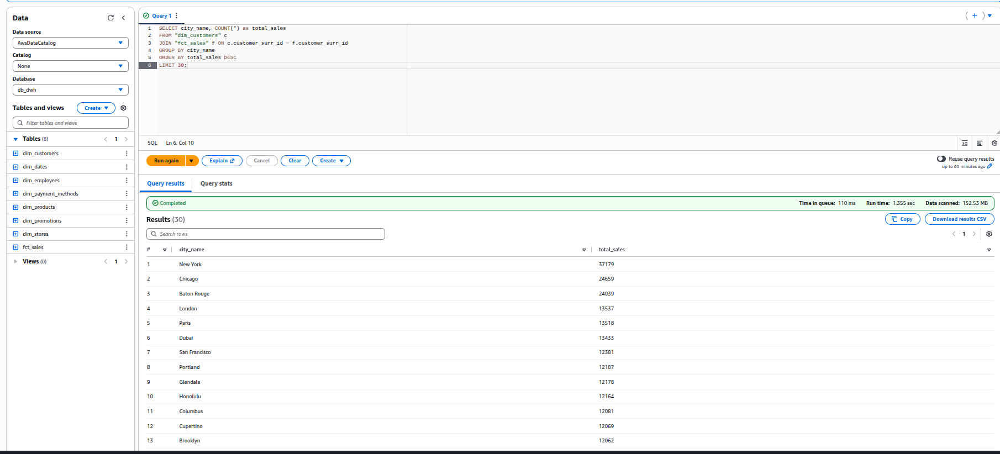 Data
Data source
AwsDataCatalog
Catalog
None
Database
db_dwh
Tables and views
Create
Filter tables and views
Tables (8)
1
dim_customers
dim_dates
dim_employees
dim_payment_methods
dim_products
dim_promotions
dim_stores
fct_sales
Views (0)
1
Query 1
1 SELECT city_name, COUNT(*) as total_sales
2 FROM "dim_customers" c
3 JOIN "fct_sales" f ON c.customer_surr_id = f.customer_surr_id
4 GROUP BY city_name
5 ORDER BY total_sales DESC
6 LIMIT 30;
SQL Ln 6, Col 10
Run again Explain Cancel Clear Create
Reuse query results
up to 60 minutes ago
Query results Query stats
Completed Time in queue: 110 ms Run time: 1.355 sec Data scanned: 152.53 MB
Results (30) Copy Download results CSV
Search rows 1
# city_name total_sales
1 New York 37179
2 Chicago 24659
3 Baton Rouge 24039
4 London 13537
5 Paris 13518
6 Dubai 13433
7 San Francisco 12381
8 Portland 12187
9 Glendale 12178
10 Honolulu 12164
11 Columbus 12081
12 Cupertino 12069
13 Brooklyn 12062